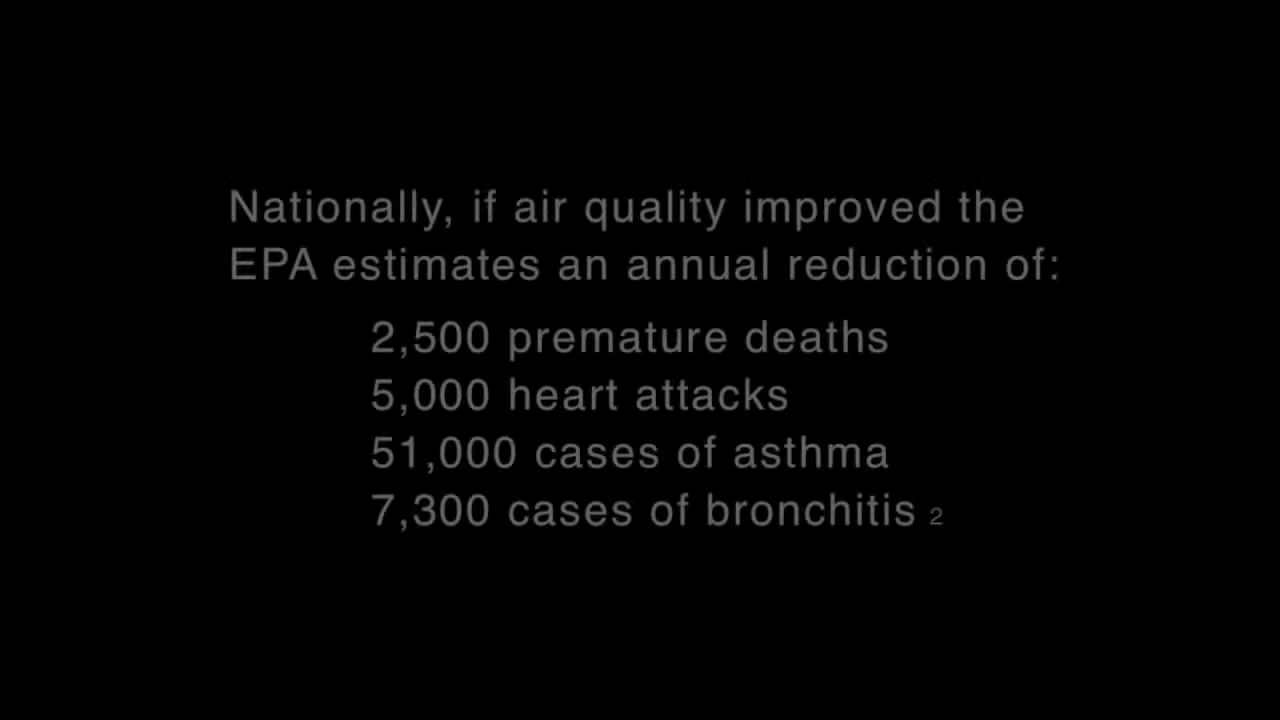 Nationally, if air quality improved the
EPA estimates an annual reduction of:
2,500 premature deaths
5,000 heart attacks
51,000 cases of asthma
7,300 cases of bronchitis 2